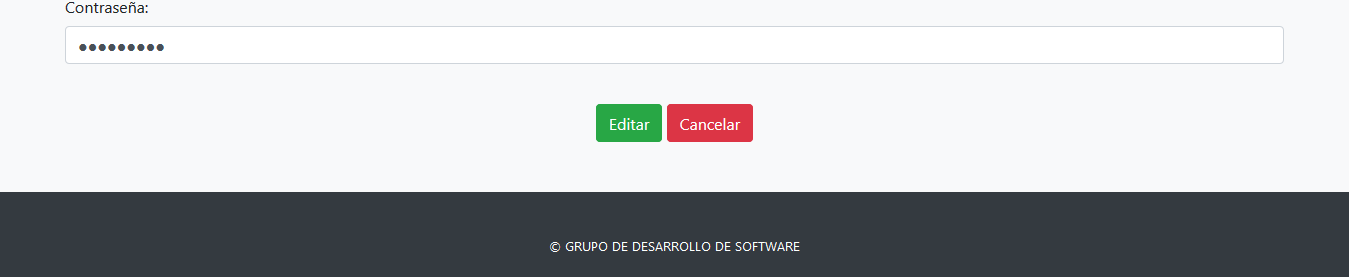 Contraseña:
●●●●●●●●●
Editar Cancelar
© GRUPO DE DESARROLLO DE SOFTWARE